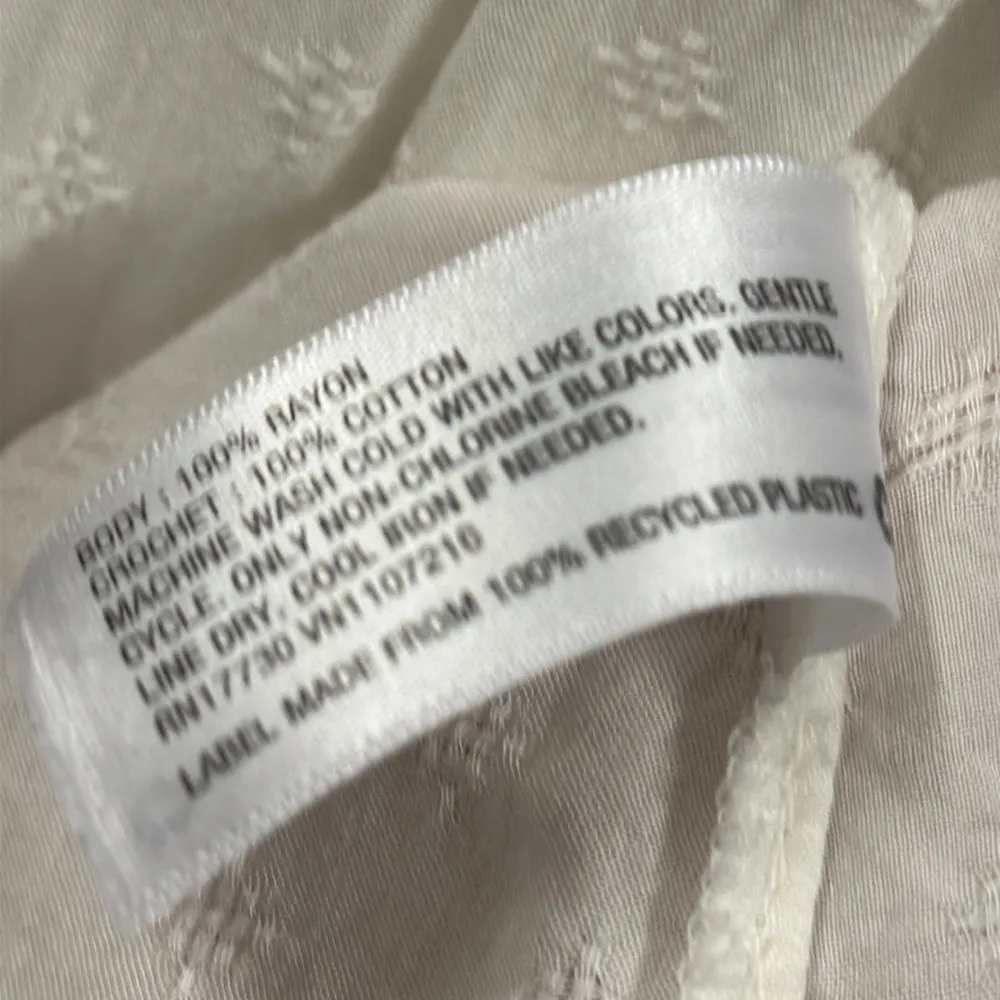 BODY : 100% RAYON
CROCHET : 100% COTTON
MACHINE WASH COLD WITH LIKE COLORS, GENTLE
CYCLE. ONLY NON-CHLORINE BLEACH IF NEEDED.
LINE DRY. COOL IRON IF NEEDED.
RN17730 VN1107210
LABEL MADE FROM 100% RECYCLED PLASTIC